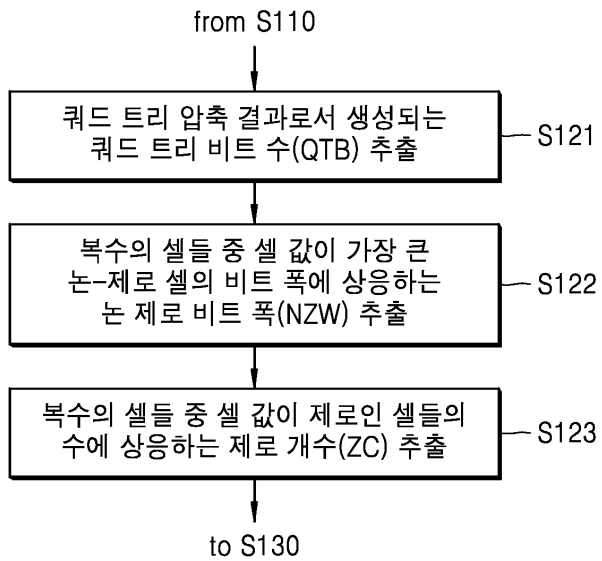 from S110
쿼드 트리 압축 결과로서 생성되는
쿼드 트리 비트 수(QTB) 추출
S121
복수의 셀들 중 셀 값이 가장 큰
논-제로 셀의 비트 폭에 상응하는
논 제로 비트 폭(NZW) 추출
S122
복수의 셀들 중 셀 값이 제로인 셀들의
수에 상응하는 제로 개수(ZC) 추출
S123
to S130